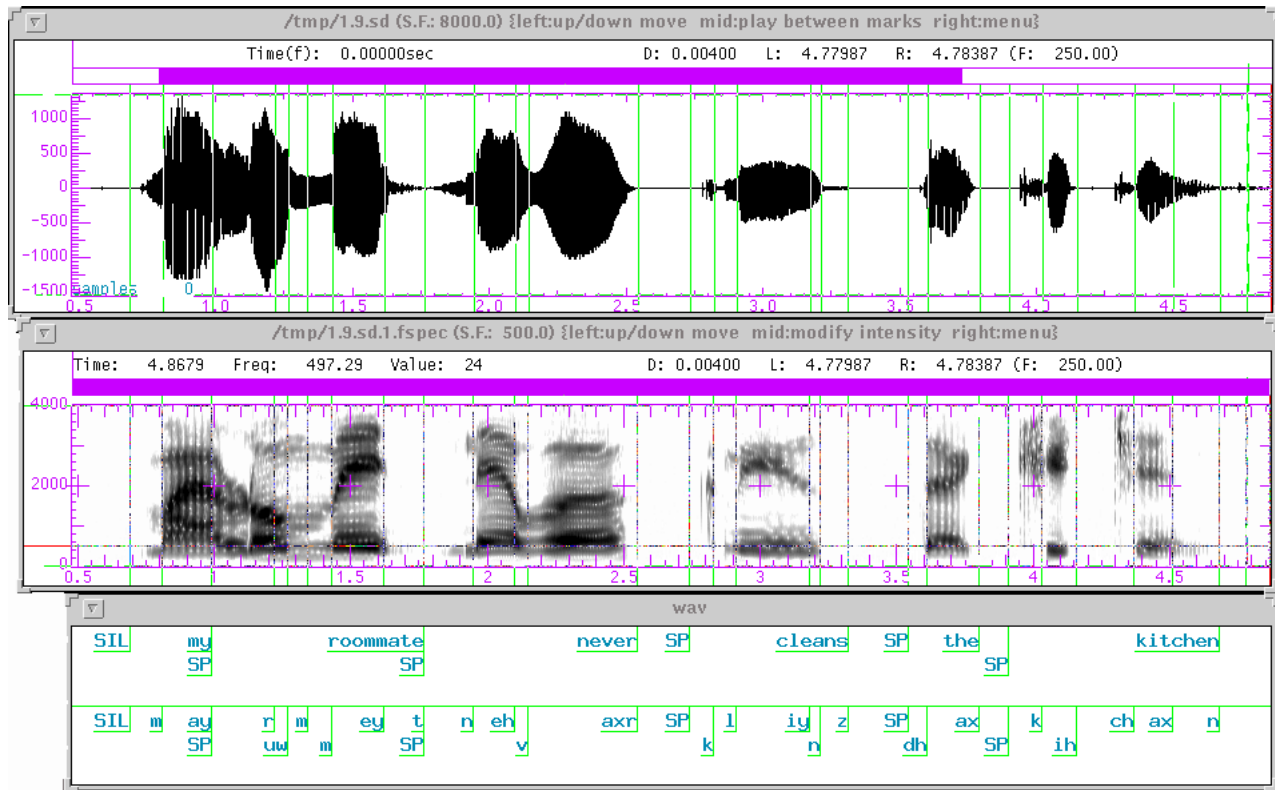 /tmp/1.9.sd (S.F.: 8000.0) {left:up/down move mid:play between marks right:menu}
Time(f): 0.00000sec D: 0.00400 L: 4.77987 R: 4.78387 (F: 250.00)
1000
500
0
-500
-1000
-1500
samples 0
0.5 1.0 1.5 2.0 2.5 3.0 3.5 4.0 4.5
/tmp/1.9.sd.1.fspec (S.F.: 500.0) {left:up/down move mid:modify intensity right:menu}
Time: 4.8679 Freq: 497.29 Value: 24 D: 0.00400 L: 4.77987 R: 4.78387 (F: 250.00)
4000
2000
0
0.5 1 1.5 2 2.5 3 3.5 4 4.5
wav
SIL my roommate never SP cleans SP the kitchen
SP SP SP
SIL m ay r m ey t n eh axr SP l iy z SP ax k ch ax n
SP uw m SP v k n dh SP ih